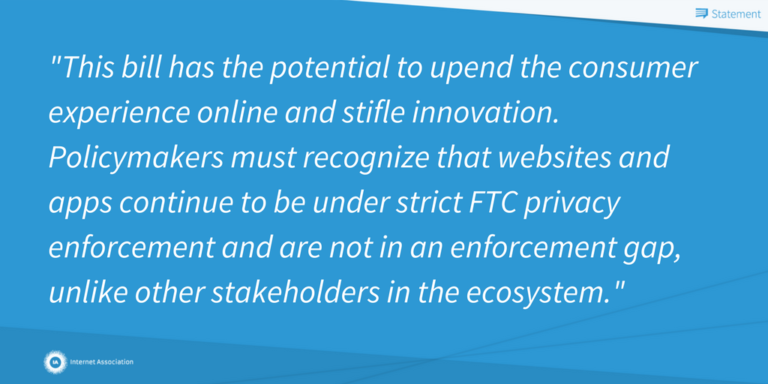 Statement
"This bill has the potential to upend the consumer
experience online and stifle innovation.
Policymakers must recognize that websites and
apps continue to be under strict FTC privacy
enforcement and are not in an enforcement gap,
unlike other stakeholders in the ecosystem."
IA
Internet Association